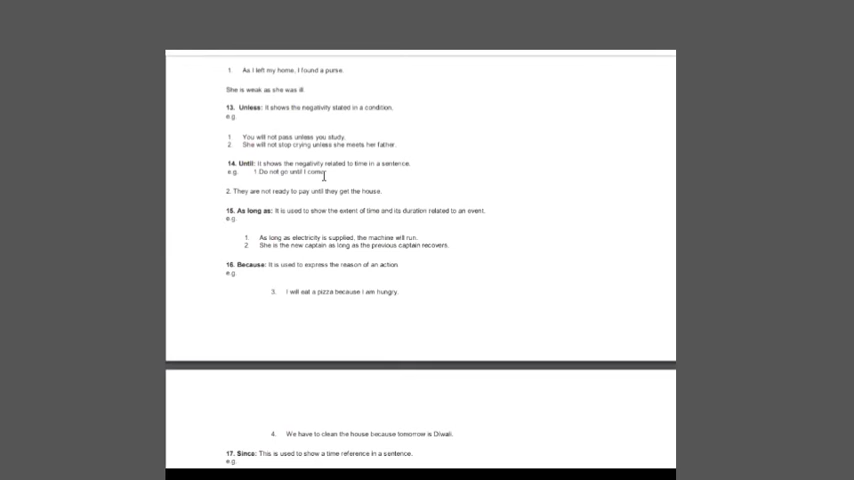 1. As I left my home, I found a purse.
She is weak as she was ill.
13. Unless: It shows the negativity stated in a condition.
e.g.
1 You will not pass unless you study.
2. She will not stop crying unless she meets her father.
14. Until: It shows the negativity related to time in a sentence.
e.g. 1 Do not go until I come.
2. They are not ready to pay until they get the house.
15. As long as: It is used to show the extent of time and its duration related to an event.
e.g.
1. As long as electricity is supplied, the machine will run.
2. She is the new captain as long as the previous captain recovers.
16. Because: It is used to express the reason of an action
e.g.
3. I will eat a pizza because I am hungry.
4. We have to clean the house because tomorrow is Diwali.
17. Since: This is used to show a time reference in a sentence.
e.g.